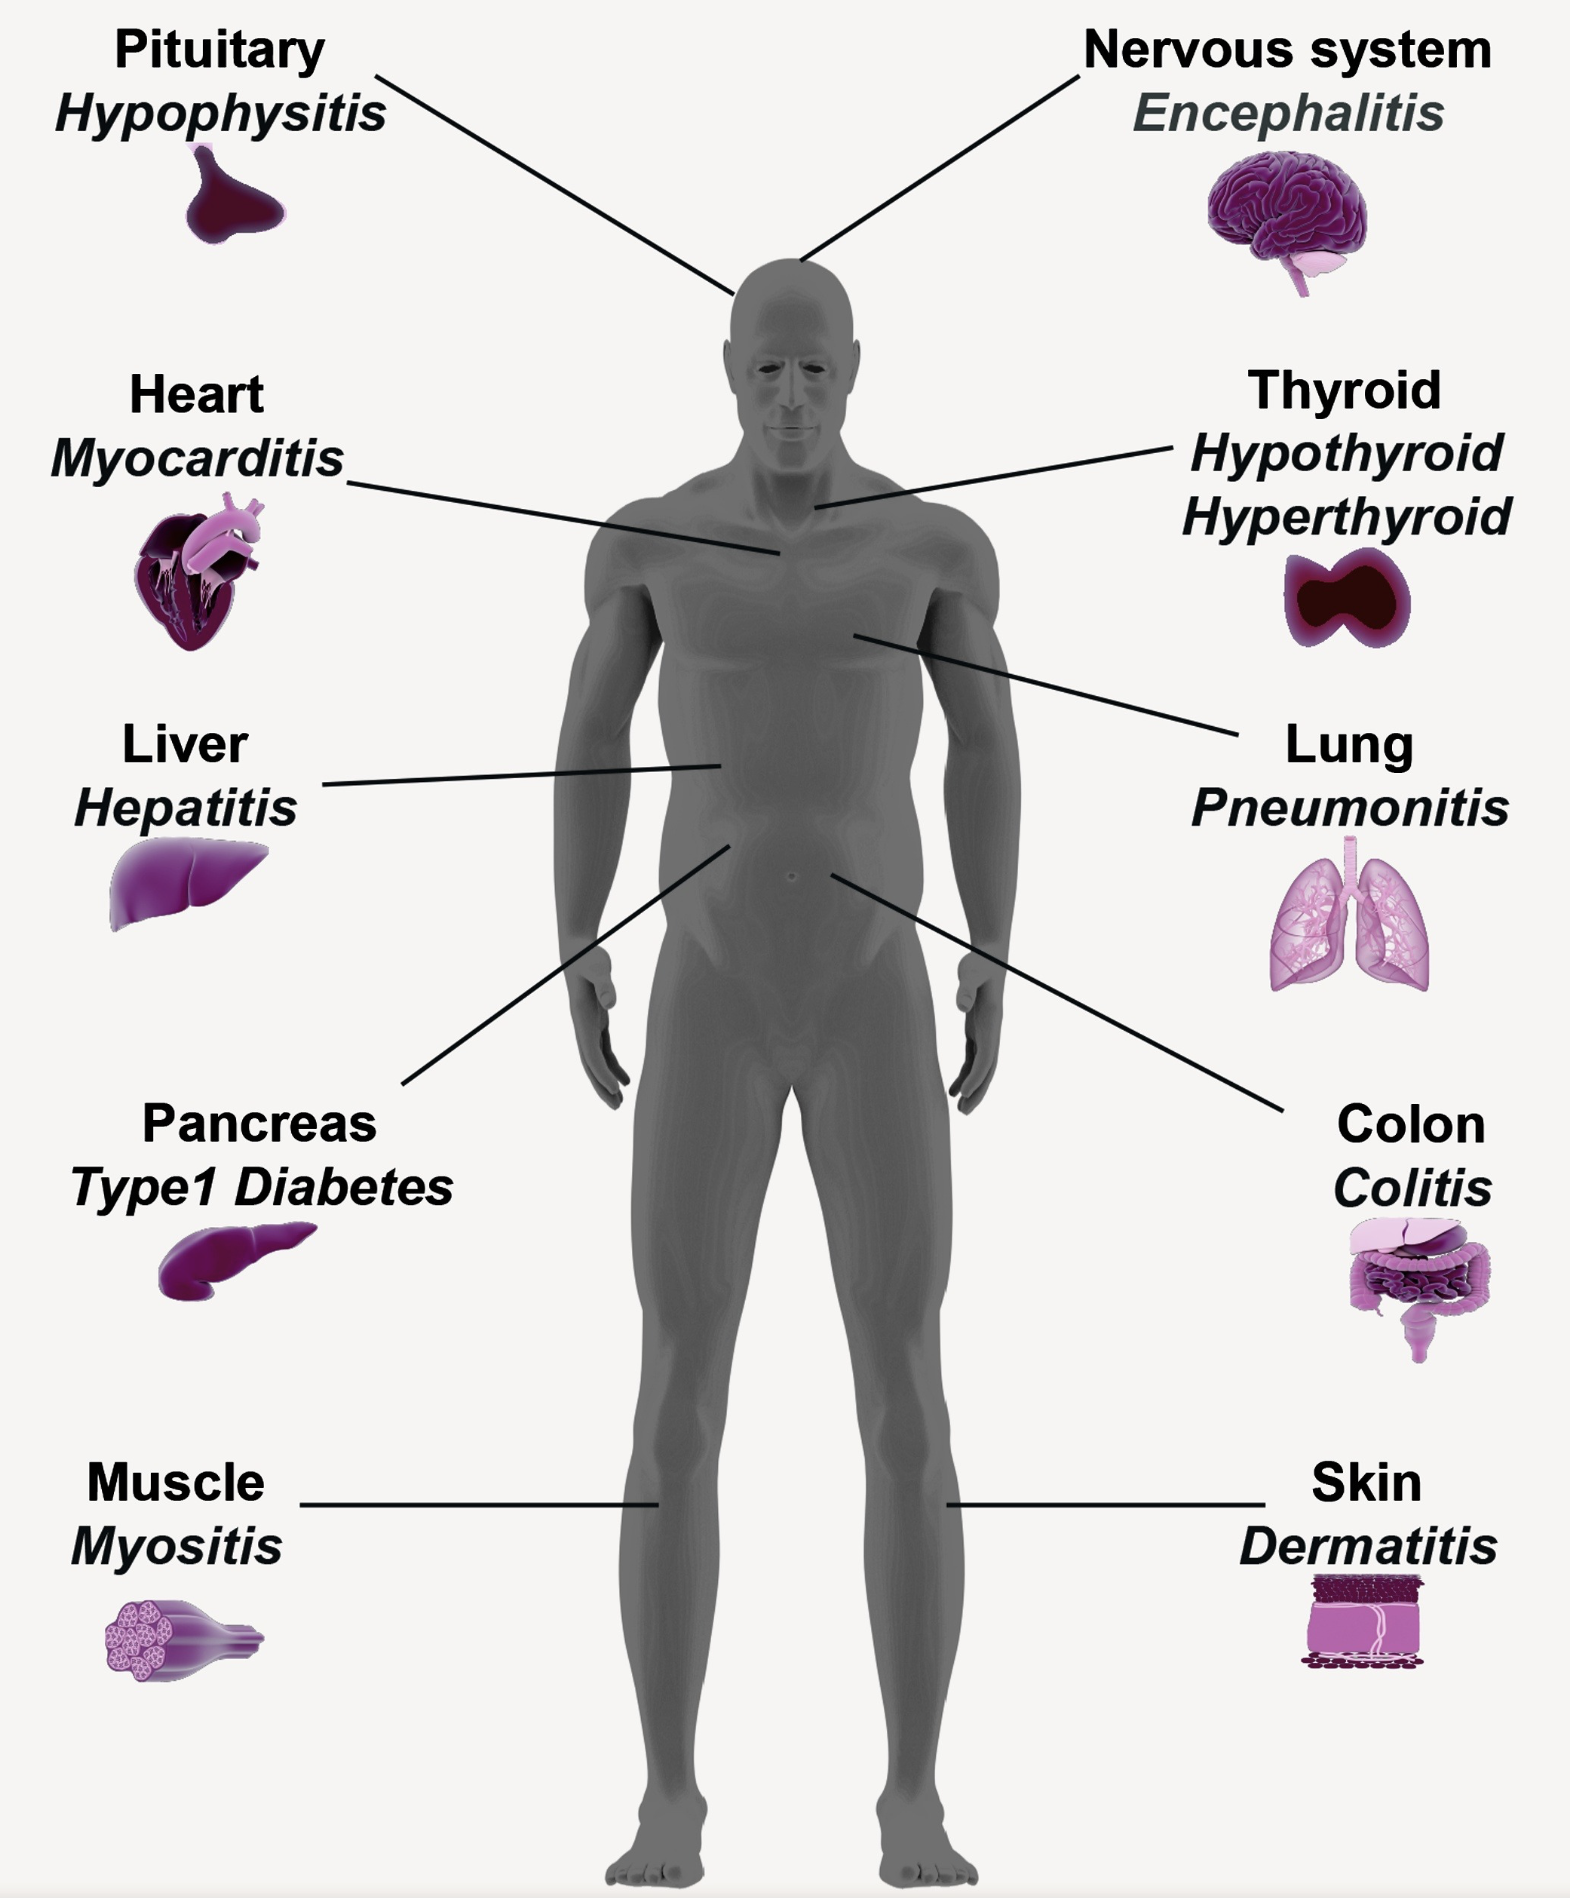 Pituitary
Hypophysitis
Nervous system
Encephalitis
Heart
Myocarditis
Thyroid
Hypothyroid
Hyperthyroid
Liver
Hepatitis
Lung
Pneumonitis
Pancreas
Type1 Diabetes
Colon
Colitis
Muscle
Myositis
Skin
Dermatitis